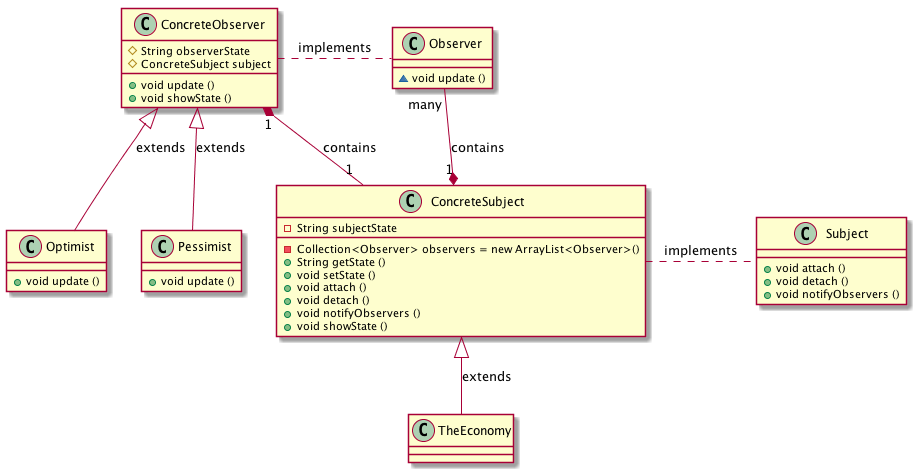 C ConcreteObserver
String observerState
ConcreteSubject subject
void update ()
void showState ()
implements
C Observer
void update ()
many
1
contains
contains
1
1
extends
extends
C Optimist
void update ()
C Pessimist
void update ()
C ConcreteSubject
String subjectState
Collection<Observer> observers = new ArrayList<Observer>()
String getState ()
void setState ()
void attach ()
void detach ()
void notifyObservers ()
void showState ()
implements
C Subject
void attach ()
void detach ()
void notifyObservers ()
extends
C TheEconomy